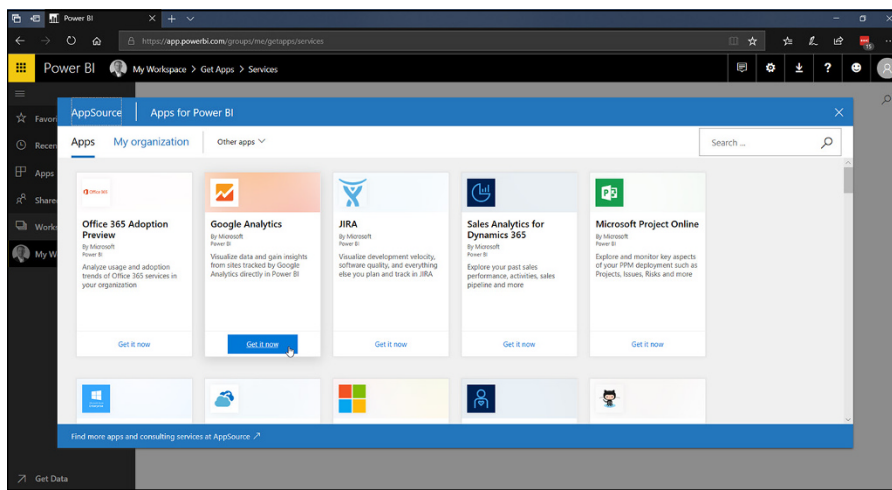 Power BI
https://app.powerbi.com/groups/me/getapps/services
15
Power BI
My Workspace > Get Apps > Services
?
AppSource
Apps for Power BI
Favori
Recen
Apps
Share
Works
My W
Get Data
Apps
My organization
Other apps
Search ...
Office 365
Office 365 Adoption
Preview
By Microsoft
Power BI
Analyze usage and adoption
trends of Office 365 services in
your organization
Get it now
Google Analytics
By Microsoft
Power BI
Visualize data and gain insights
from sites tracked by Google
Analytics directly in Power BI
Get it now
JIRA
By Microsoft
Power BI
Visualize development velocity,
software quality, and everything
else you plan and track in JIRA
Get it now
Sales Analytics for
Dynamics 365
By Microsoft
Power BI
Explore your past sales
performance, activities, sales
pipeline and more
Get it now
Microsoft Project Online
By Microsoft
Power BI
Explore and monitor key aspects
of your PPM deployment such as
Projects, Issues, Risks and more
Get it now
Find more apps and consulting services at AppSource